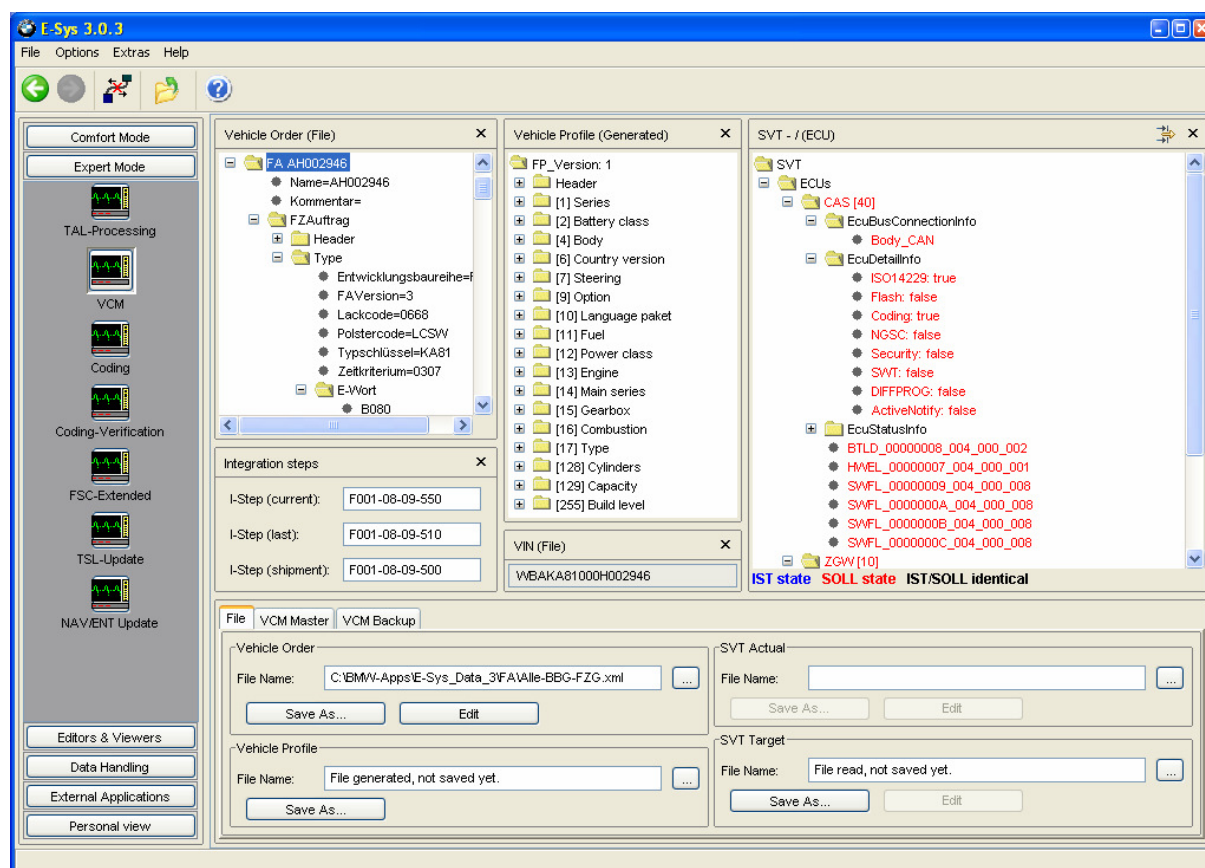 E-Sys 3.0.3
File Options Extras Help
Comfort Mode
Expert Mode
TAL-Processing
VCM
Coding
Coding-Verification
FSC-Extended
TSL-Update
NAV/ENT Update
Editors & Viewers
Data Handling
External Applications
Personal view
Vehicle Order (File)
FA AH002946
Name=AH002946
Kommentar=
FZAuftrag
Header
Type
Entwicklungsbaureihe=F
FAVersion=3
Lackcode=0668
Polstercode=LCSW
Typschlüssel=KA81
Zeitkriterium=0307
E-Wort
B080
Integration steps
I-Step (current): F001-08-09-550
I-Step (last): F001-08-09-510
I-Step (shipment): F001-08-09-500
Vehicle Profile (Generated)
FP_Version: 1
Header
[1] Series
[2] Battery class
[4] Body
[6] Country version
[7] Steering
[9] Option
[10] Language paket
[11] Fuel
[12] Power class
[13] Engine
[14] Main series
[15] Gearbox
[16] Combustion
[17] Type
[128] Cylinders
[129] Capacity
[255] Build level
VIN (File)
WBAKA81000H002946
SVT - / (ECU)
SVT
ECUs
CAS [40]
EcuBusConnectionInfo
Body_CAN
EcuDetailInfo
ISO14229: true
Flash: false
Coding: true
NGSC: false
Security: false
SWT: false
DIFFPROG: false
ActiveNotify: false
EcuStatusInfo
BTLD_00000008_004_000_002
HWEL_00000007_004_000_001
SWFL_00000009_004_000_008
SWFL_0000000A_004_000_008
SWFL_0000000B_004_000_008
SWFL_0000000C_004_000_008
ZGW [10]
IST state SOLL state IST/SOLL identical
File VCM Master VCM Backup
Vehicle Order
File Name: C:\BMW-Apps\E-Sys_Data_3\FA\Alle-BBG-FZG.xml ...
Save As... Edit
Vehicle Profile
File Name: File generated, not saved yet. ...
Save As...
SVT Actual
File Name: ...
Save As... Edit
SVT Target
File Name: File read, not saved yet. ...
Save As... Edit